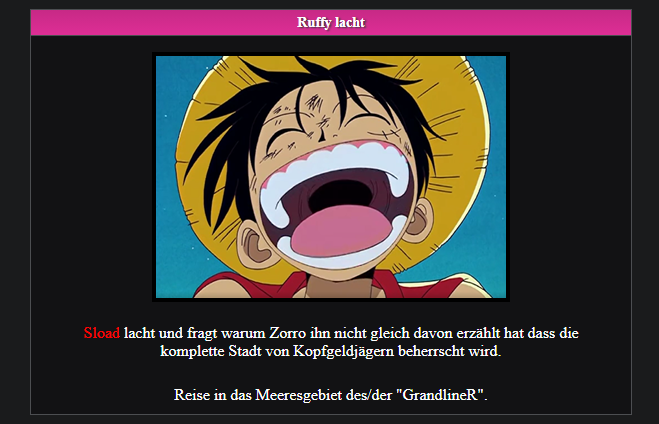 Ruffy lacht
Sload lacht und fragt warum Zorro ihn nicht gleich davon erzählt hat dass die
komplette Stadt von Kopfgeldjägern beherrscht wird.
Reise in das Meeresgebiet des/der "GrandlineR".